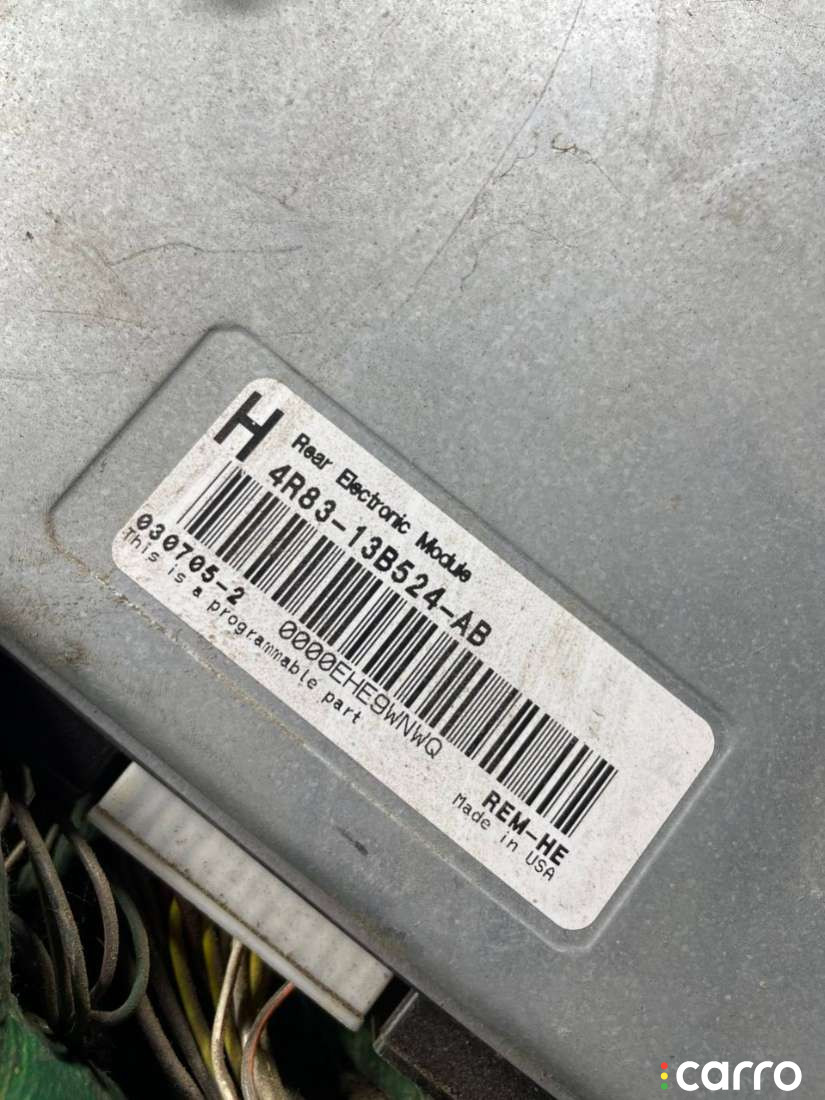 H
Rear Electronic Module
4R83-13B524-AB
030705-2
0000EHE9WNWQ
This is a programmable part
REM-HE
Made in USA
carro